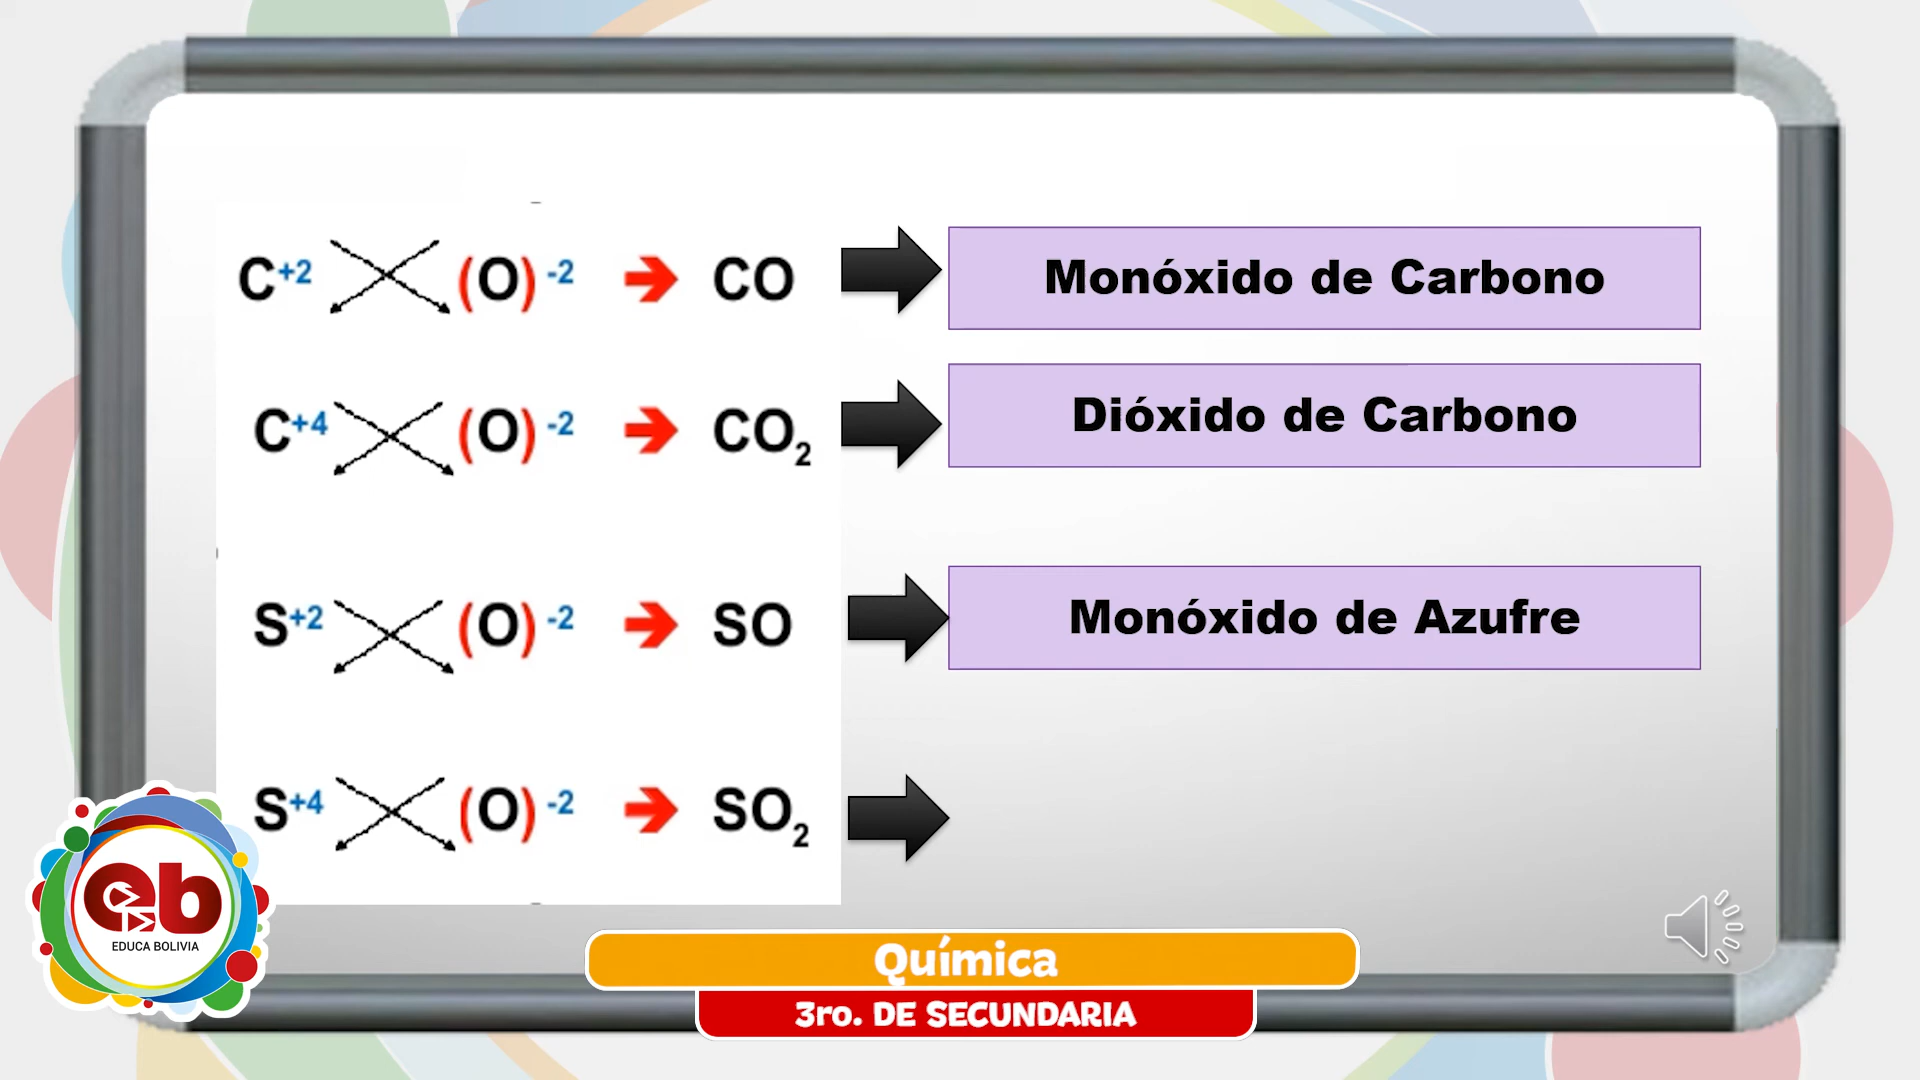 C+2 (O) -2 ➔ CO Monóxido de Carbono
C+4 (O) -2 ➔ CO2 Dióxido de Carbono
S+2 (O) -2 ➔ SO Monóxido de Azufre
S+4 (O) -2 ➔ SO2
eb
EDUCA BOLIVIA
Química
3ro. DE SECUNDARIA